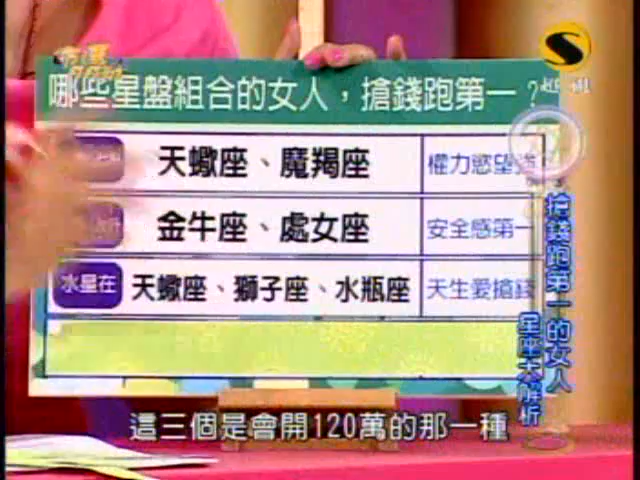 哪些星盤組合的女人，搶錢跑第一？
天蠍座、魔羯座
權力慾望強
金牛座、處女座
安全感第一
水星在
天蠍座、獅子座、水瓶座
天生愛搶錢
搶錢跑第一的女人
星座大解析
這三個是會開120萬的那一種